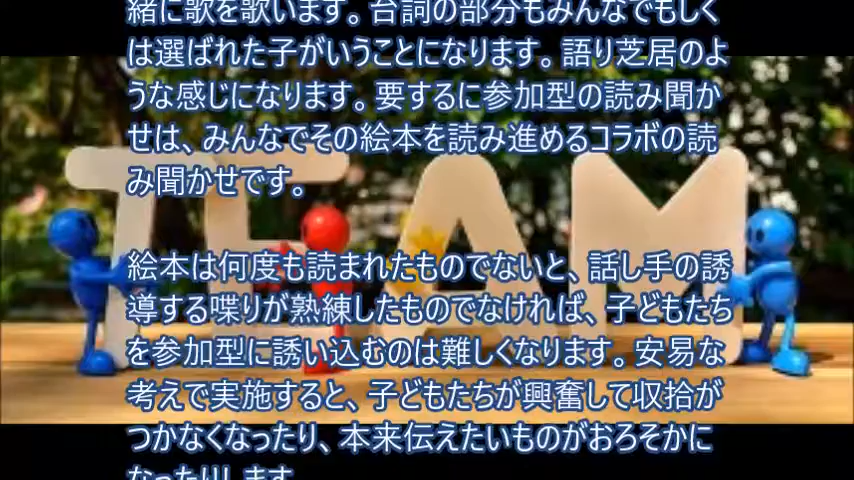 緒に歌を歌います。台詞の部分もみんなでもしく
は選ばれた子がいうことになります。語り芝居のよ
うな感じになります。要するに参加型の読み聞か
せは、みんなでその絵本を読み進めるコラボの読
み聞かせです。
TEAM
絵本は何度も読まれたものでないと、話し手の誘
導する喋りが熟練したものでなければ、子どもたち
を参加型に誘い込むのは難しくなります。安易な
考えで実施すると、子どもたちが興奮して収拾が
つかなくなったり、本来伝えたいものがおろそかに
なったりします